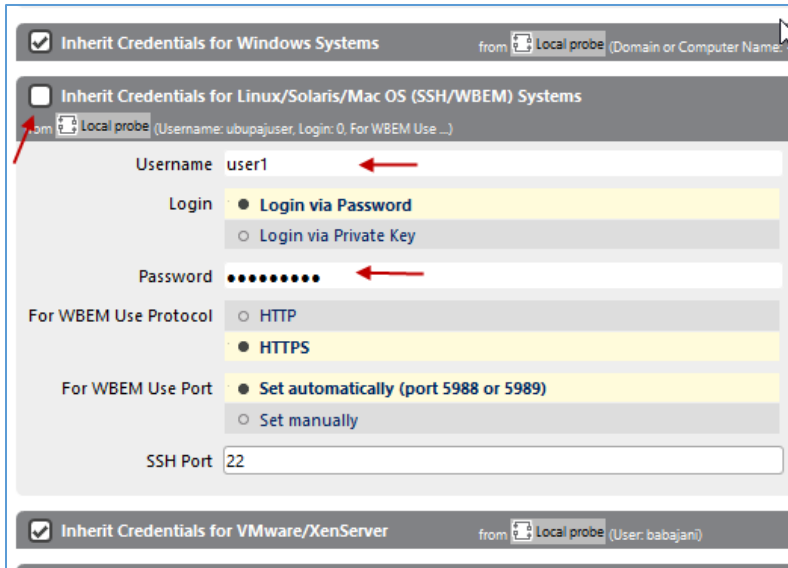 Inherit Credentials for Windows Systems from Local probe (Domain or Computer Name:
Inherit Credentials for Linux/Solaris/Mac OS (SSH/WBEM) Systems
from Local probe (Username: ubupajuser, Login: 0, For WBEM Use ...)
Username user1
Login Login via Password
Login via Private Key
Password •••••••••
For WBEM Use Protocol HTTP
HTTPS
For WBEM Use Port Set automatically (port 5988 or 5989)
Set manually
SSH Port 22
Inherit Credentials for VMware/XenServer from Local probe (User: babajani)